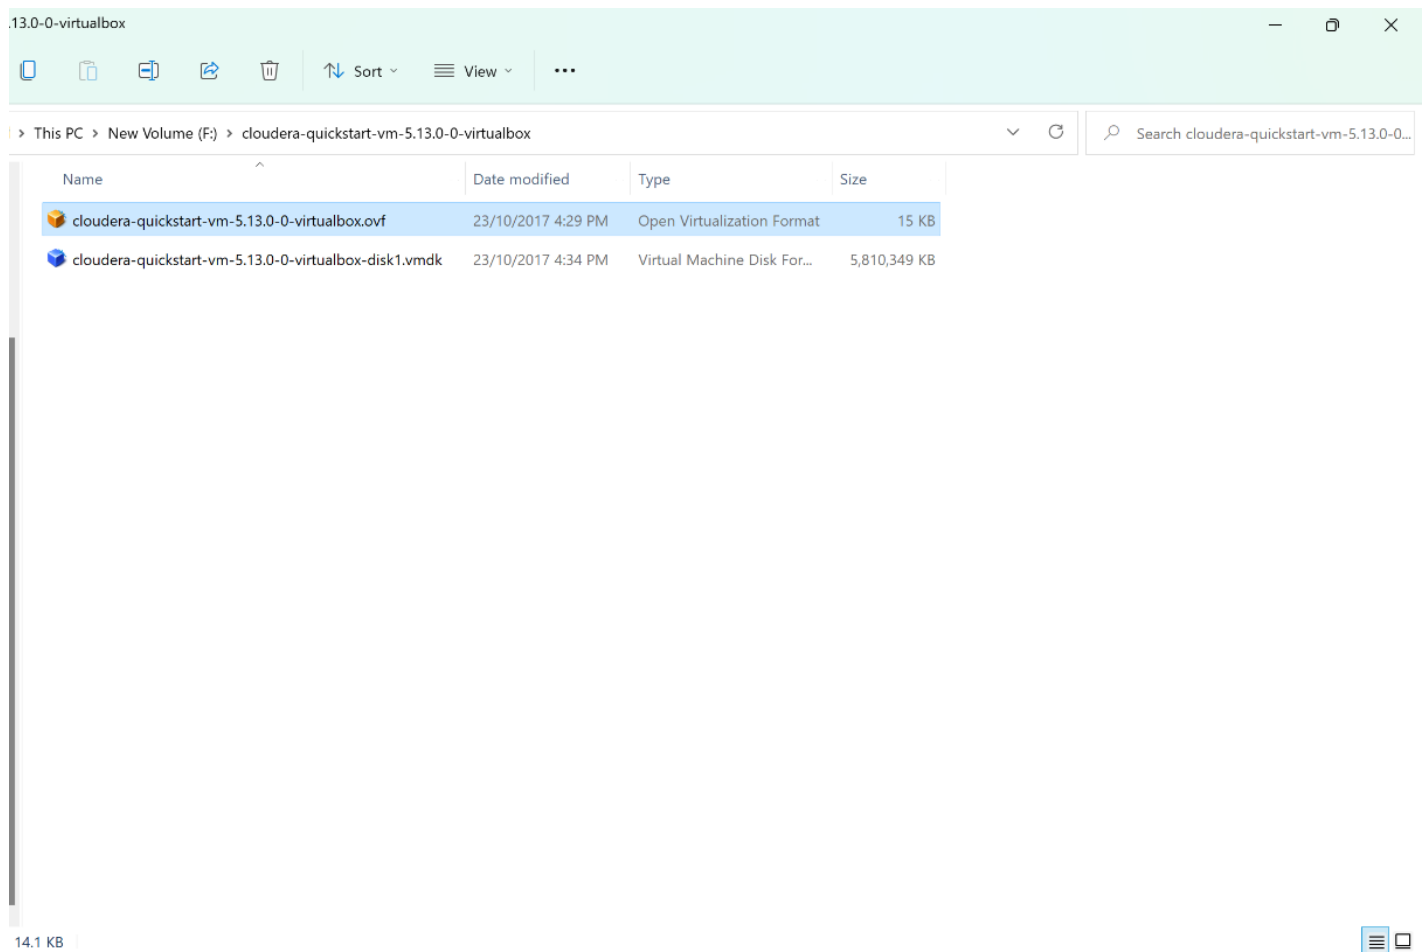 .13.0-0-virtualbox
Sort View
This PC > New Volume (F:) > cloudera-quickstart-vm-5.13.0-0-virtualbox Search cloudera-quickstart-vm-5.13.0-0...
Name Date modified Type Size
cloudera-quickstart-vm-5.13.0-0-virtualbox.ovf 23/10/2017 4:29 PM Open Virtualization Format 15 KB
cloudera-quickstart-vm-5.13.0-0-virtualbox-disk1.vmdk 23/10/2017 4:34 PM Virtual Machine Disk For... 5,810,349 KB
14.1 KB